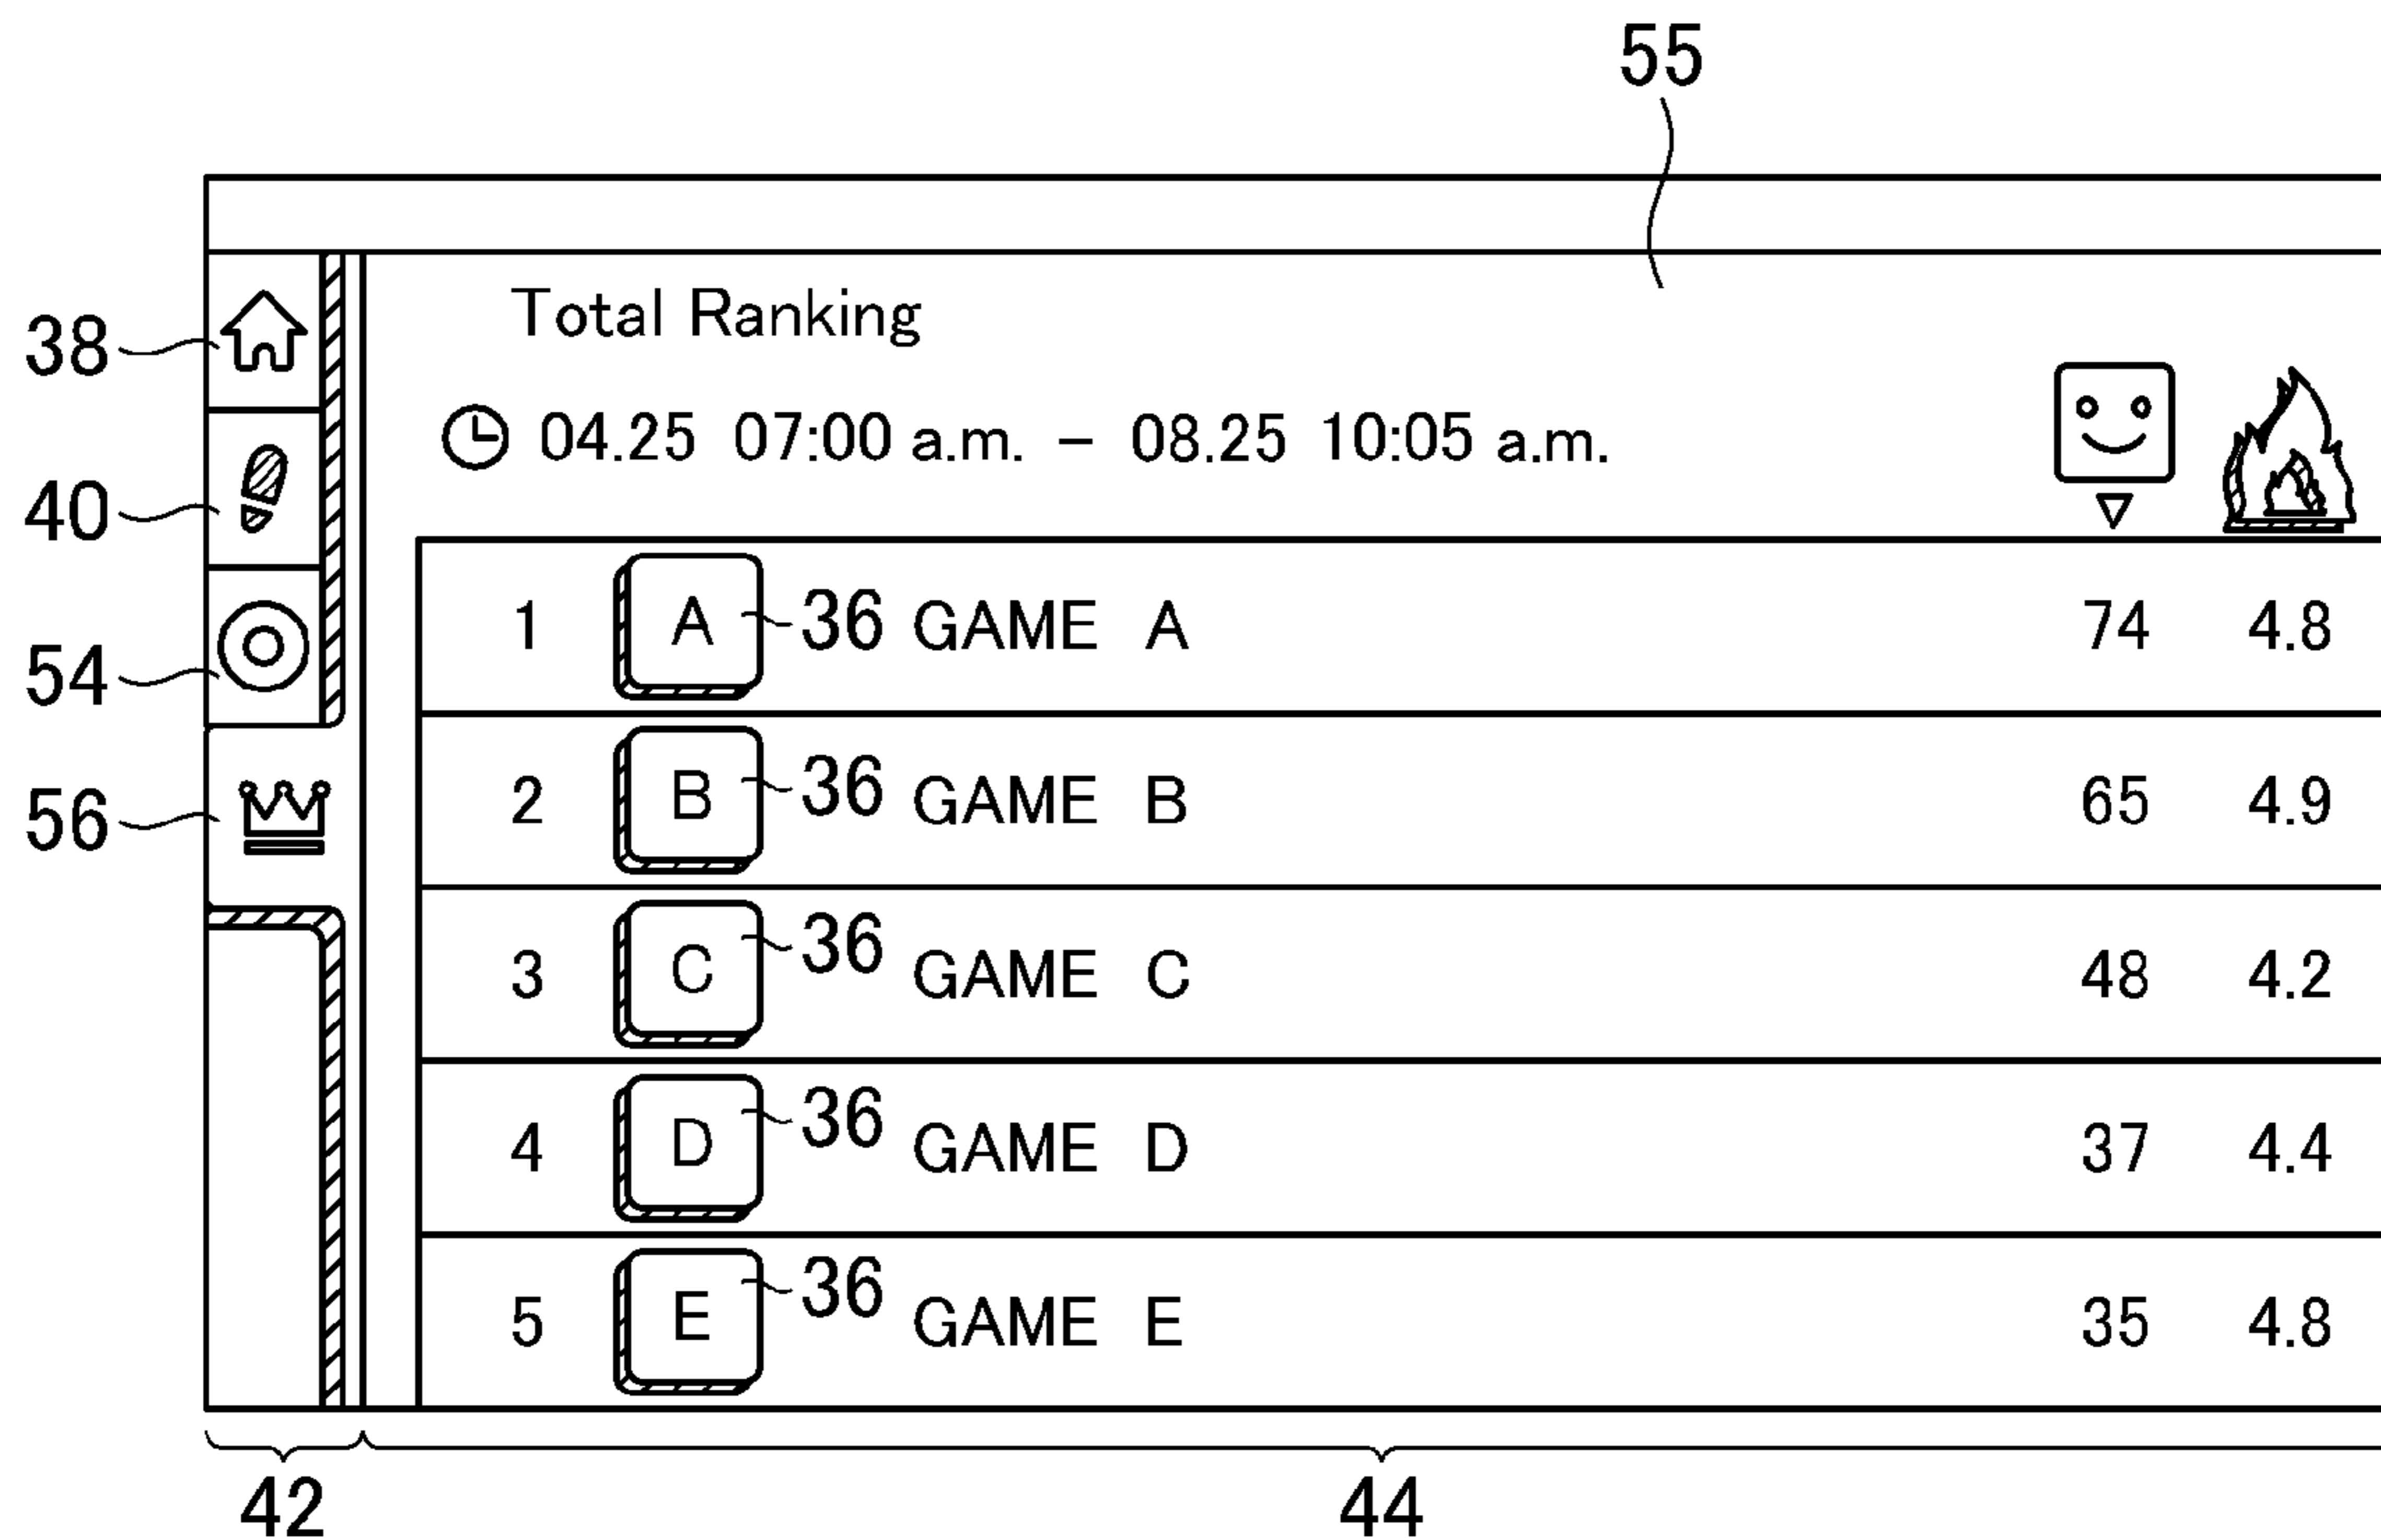 55
Total Ranking
38
04.25 07:00 a.m. – 08.25 10:05 a.m.
40
1 A 36 GAME A 74 4.8
54
2 B 36 GAME B 65 4.9
56
3 C 36 GAME C 48 4.2
4 D 36 GAME D 37 4.4
5 E 36 GAME E 35 4.8
42 44